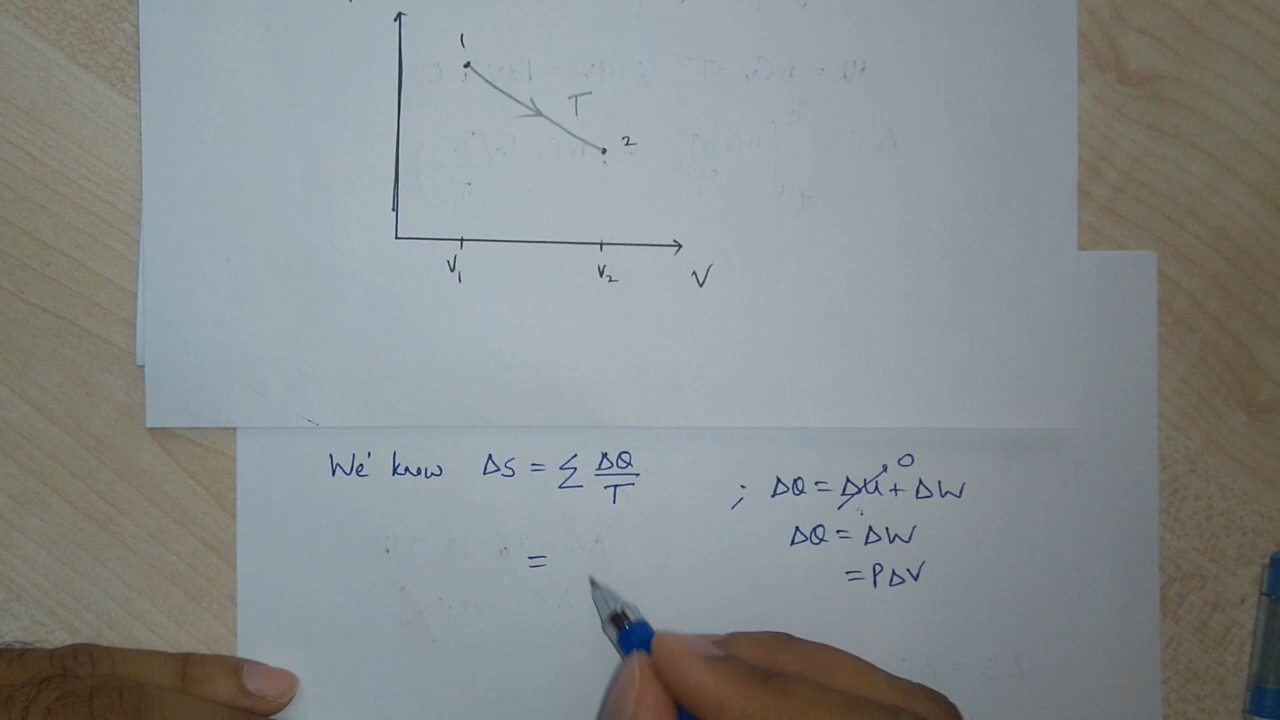 1
T
2
V₁
V₂
V
We' know ΔS = ∑ ΔQ/T ; ΔQ = ΔU + ΔW
0
= ΔQ = ΔW
= PΔV